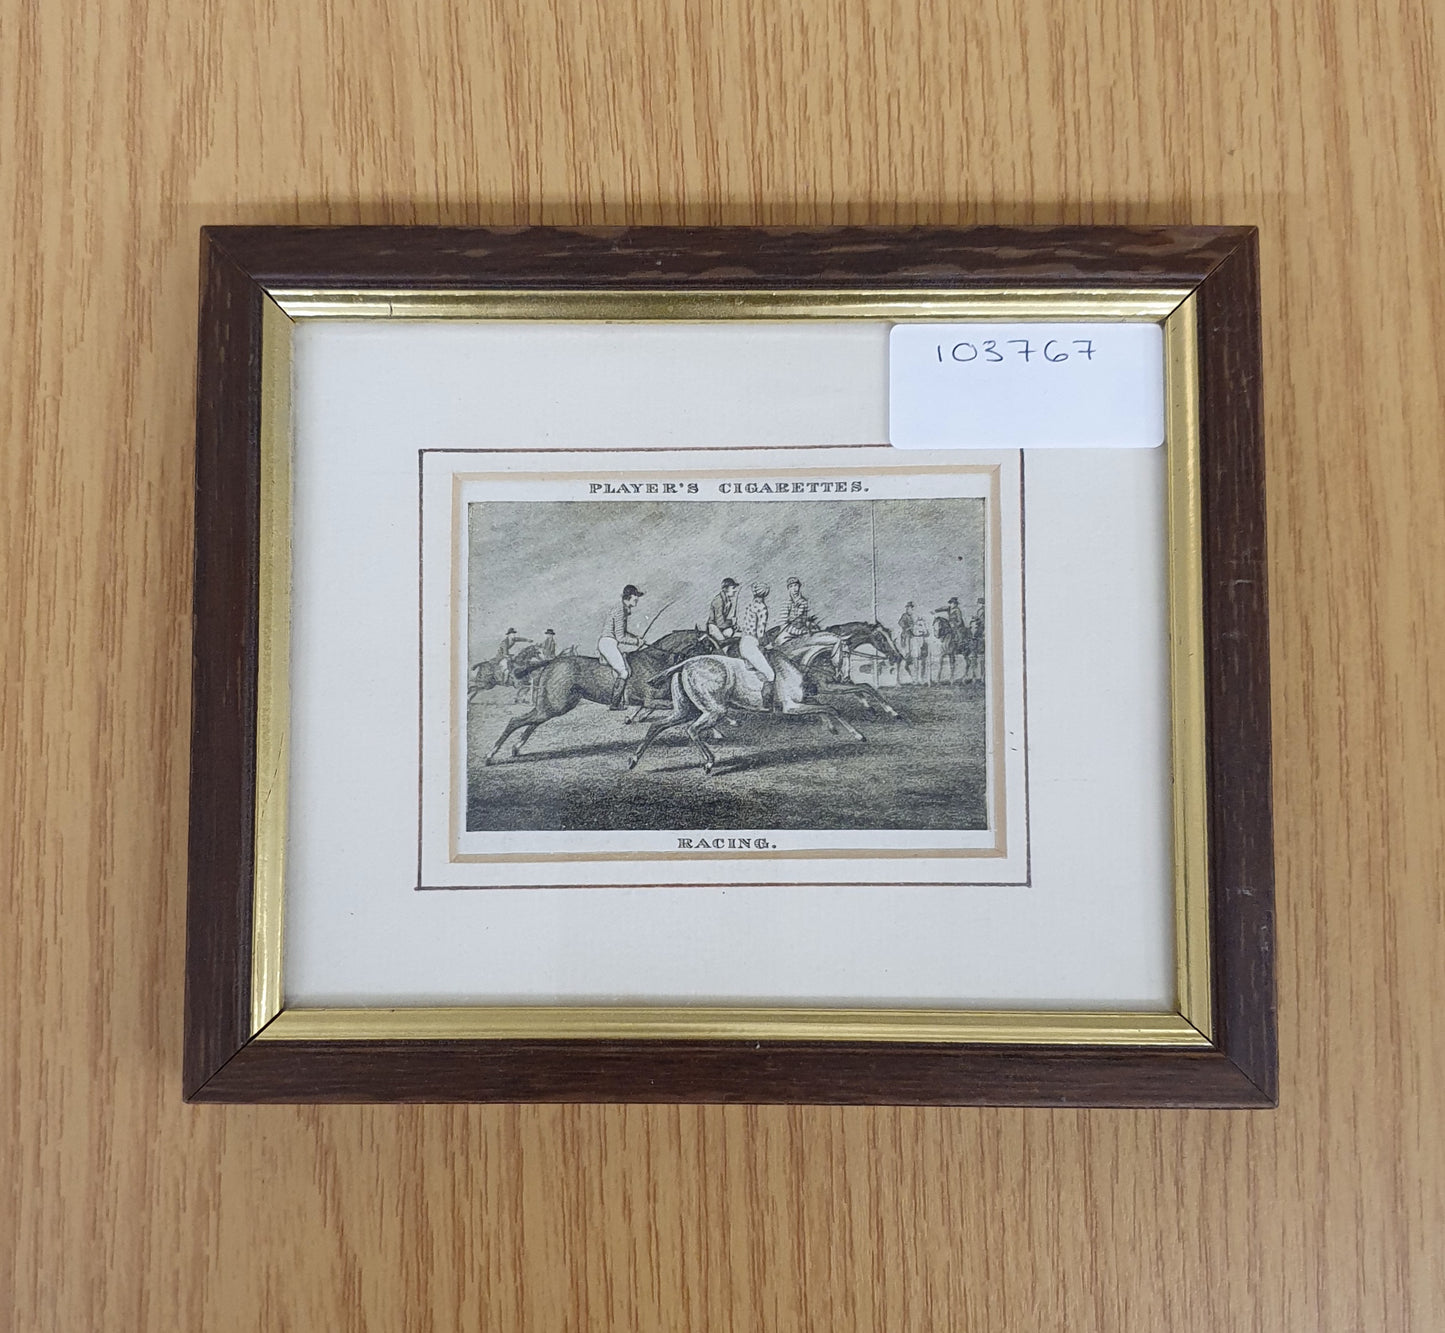 103767
PLAYER'S CIGARETTES.
RACING.